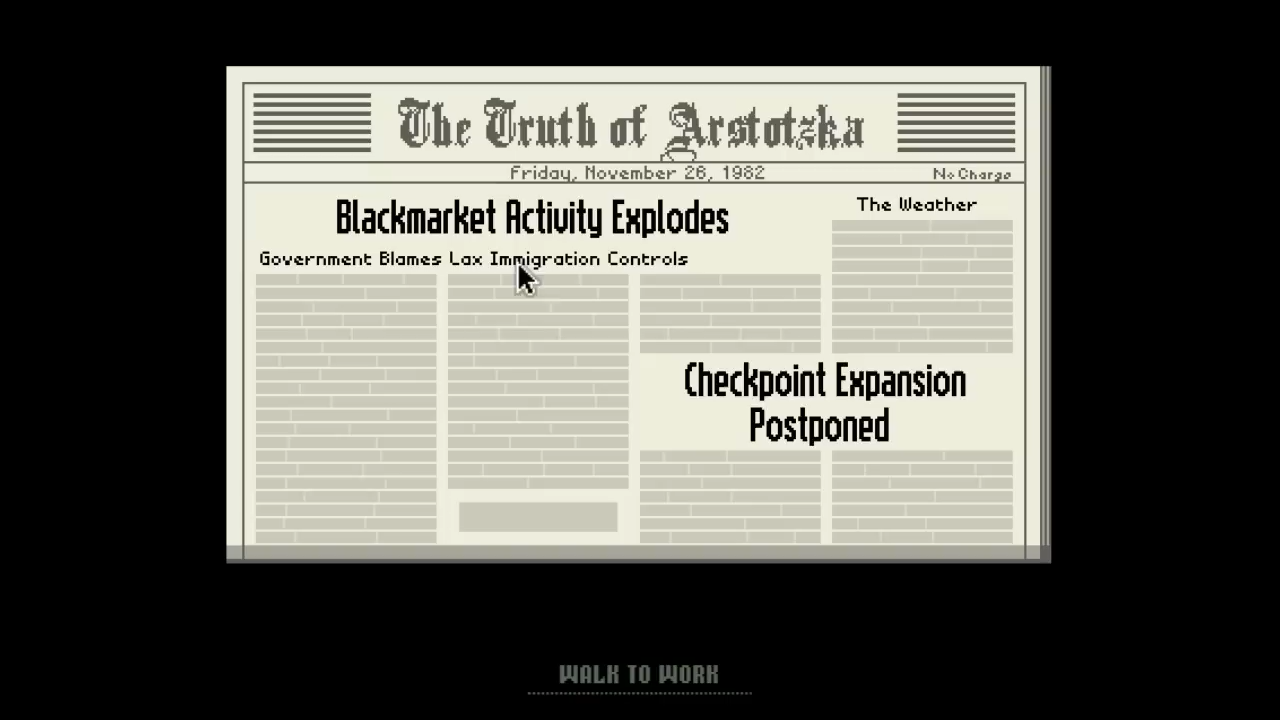 The Truth of Arstotzka
Friday, November 26, 1982
No Charge
Blackmarket Activity Explodes
Government Blames Lax Immigration Controls
The Weather
Checkpoint Expansion
Postponed
WALK TO WORK